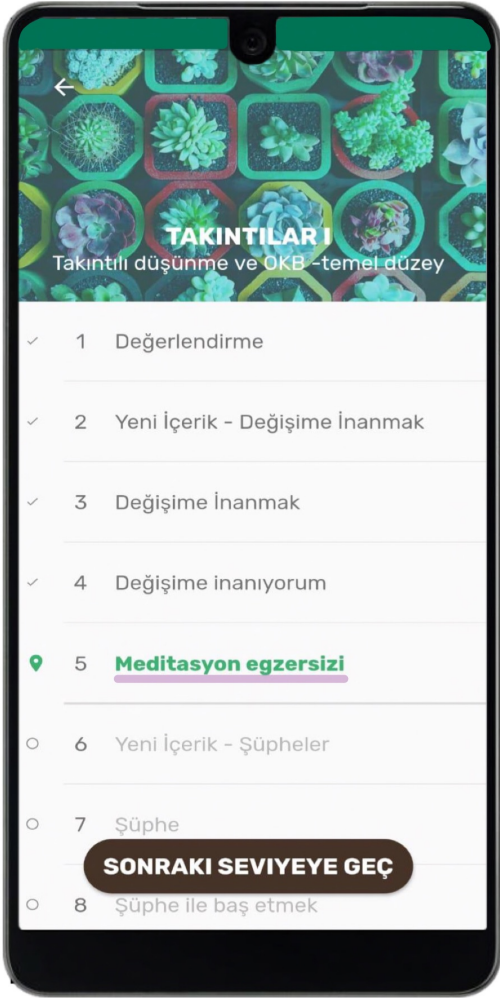 TAKINTILAR I
Takıntılı düşünme ve OKB -temel düzey
1 Değerlendirme
2 Yeni İçerik - Değişime İnanmak
3 Değişime İnanmak
4 Değişime inanıyorum
5 Meditasyon egzersizi
6 Yeni İçerik - Şüpheler
7 Şüphe
SONRAKI SEVIYEYE GEÇ
8 Şüphe ile baş etmek